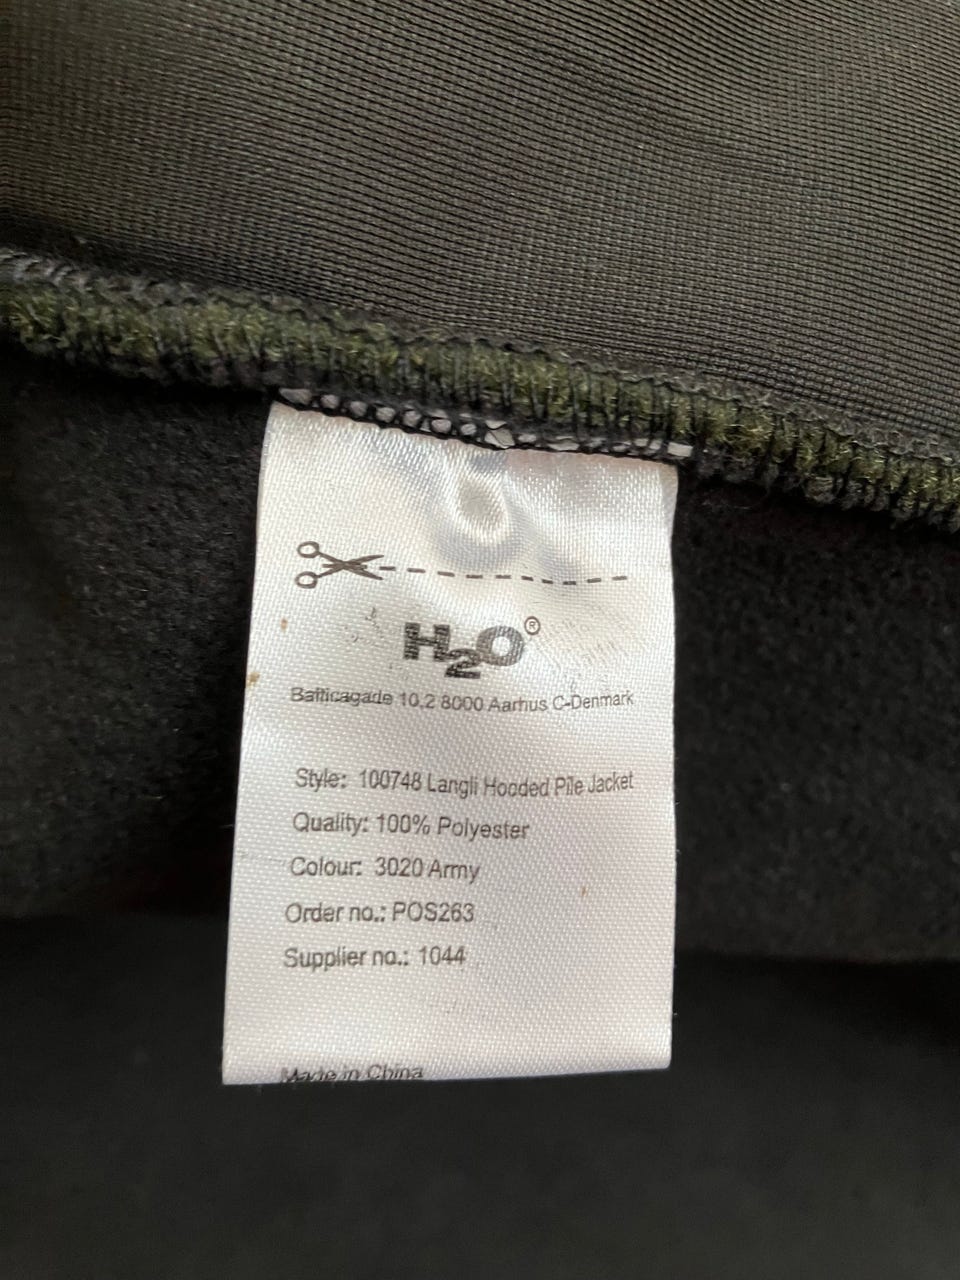 H2O®
Balticagade 10,2 8000 Aarhus C-Denmark
Style: 100748 Langli Hooded Pile Jacket
Quality: 100% Polyester
Colour: 3020 Army
Order no.: POS263
Supplier no.: 1044
Made in China